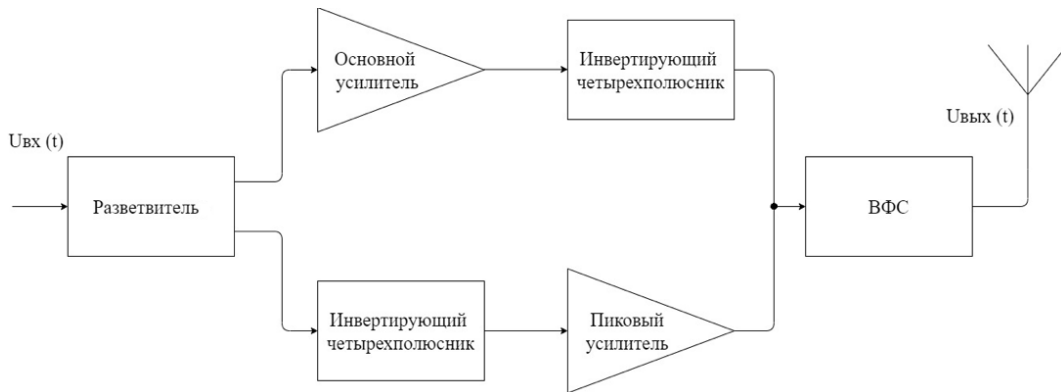 Основной
усилитель
Инвертирующий
четырехполюсник
Uвх (t)
Uвых (t)
Разветвитель
ВФС
Инвертирующий
четырехполюсник
Пиковый
усилитель